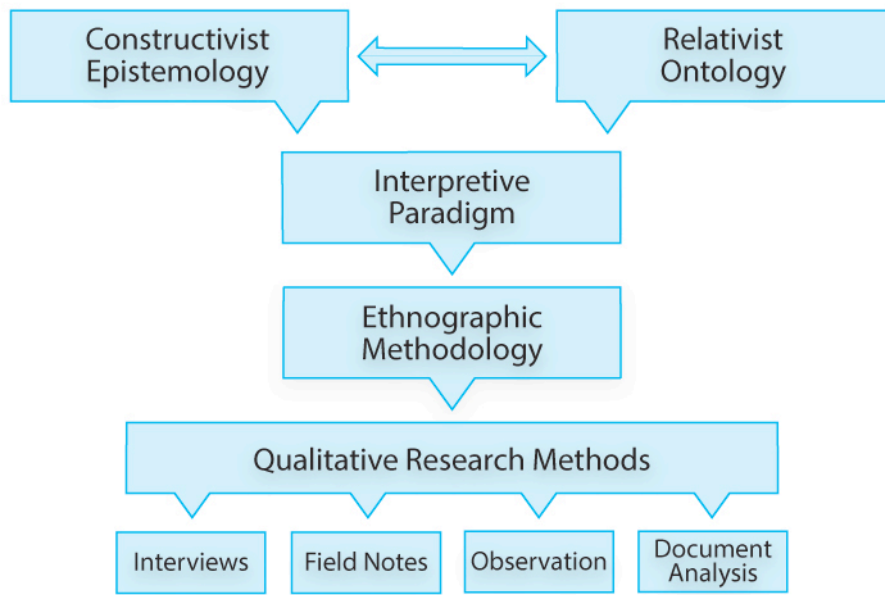 Constructivist
Epistemology
Relativist
Ontology
Interpretive
Paradigm
Ethnographic
Methodology
Qualitative Research Methods
Interviews
Field Notes
Observation
Document
Analysis